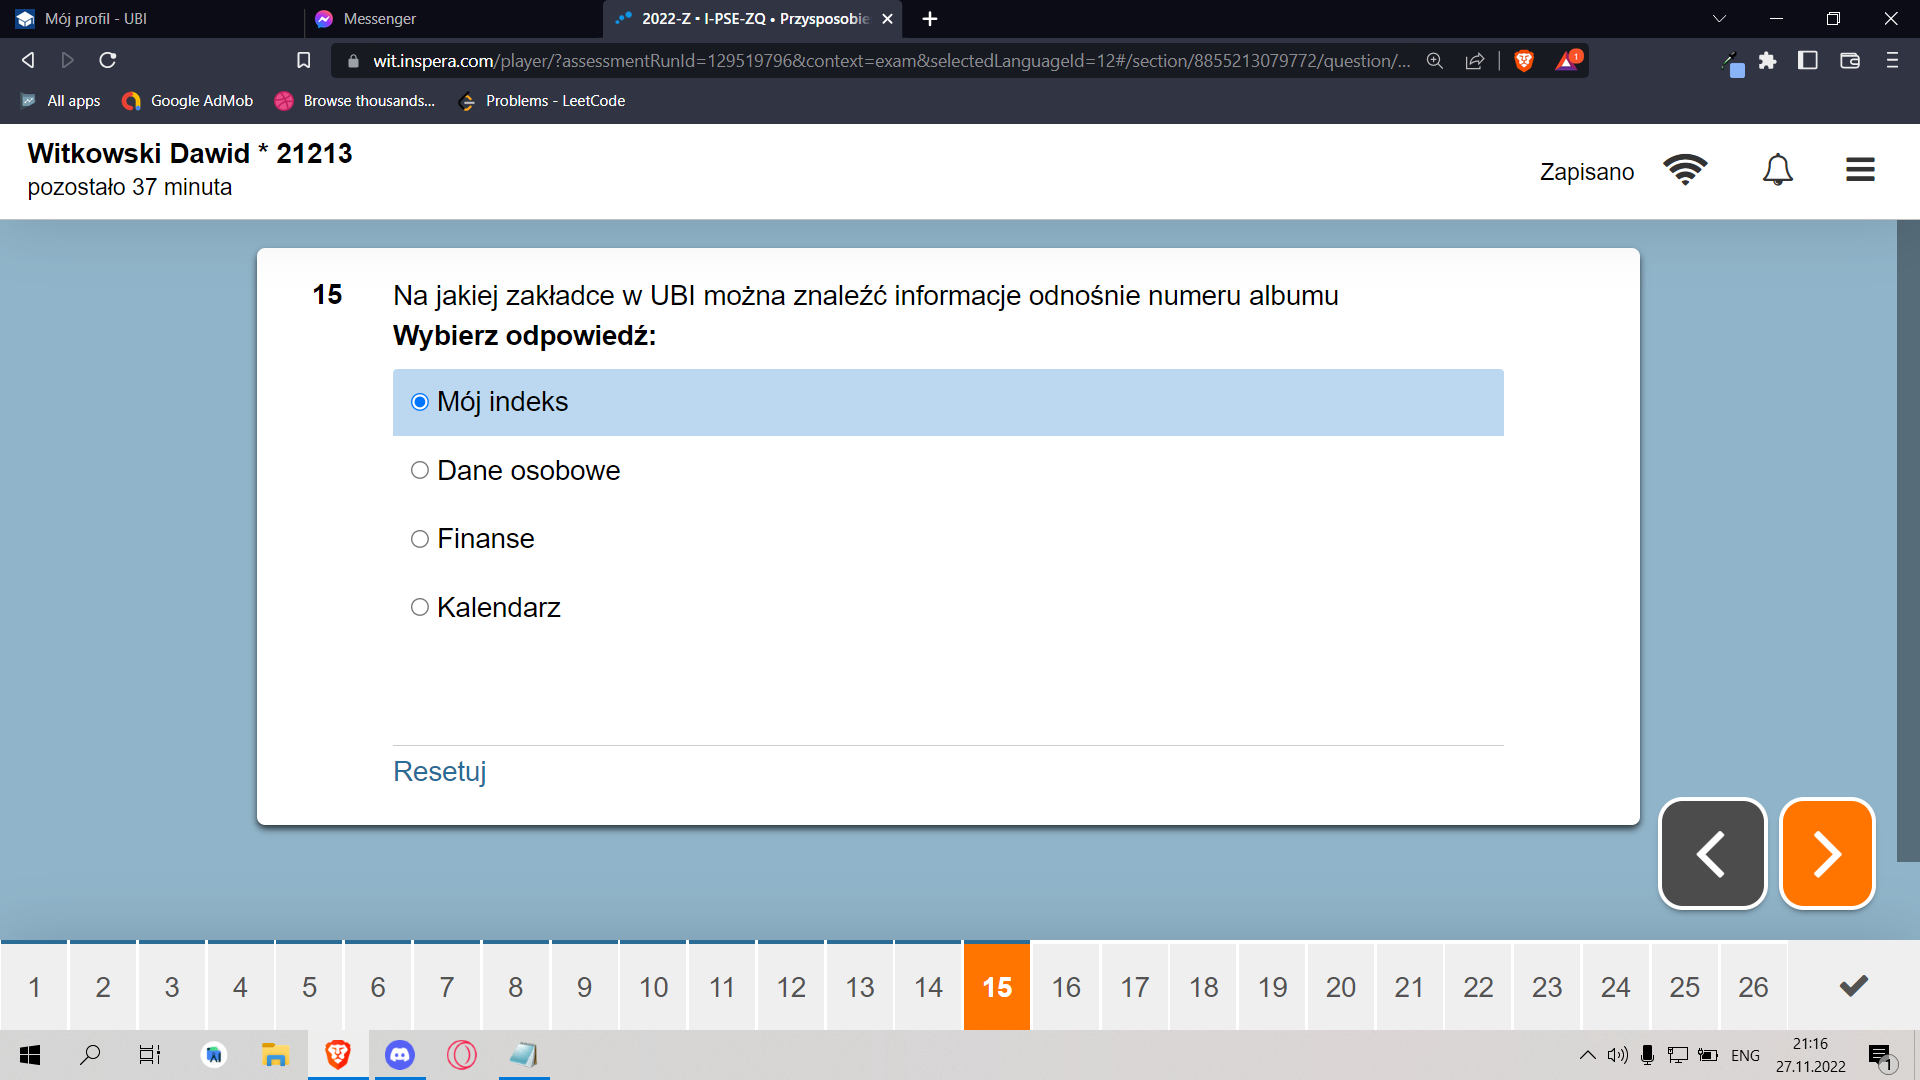 Mój profil - UBI
Messenger
2022-Z • I-PSE-ZQ • Przysposobie
wit.inspera.com/player/?assessmentRunId=129519796&context=exam&selectedLanguageId=12#/section/8855213079772/question/...
1
All apps
Google AdMob
Browse thousands...
Problems - LeetCode
Witkowski Dawid * 21213
pozostało 37 minuta
Zapisano
15
Na jakiej zakładce w UBI można znaleźć informacje odnośnie numeru albumu
Wybierz odpowiedź:
Mój indeks
Dane osobowe
Finanse
Kalendarz
Resetuj
1 2 3 4 5 6 7 8 9 10 11 12 13 14 15 16 17 18 19 20 21 22 23 24 25 26
ENG
21:16
27.11.2022
1